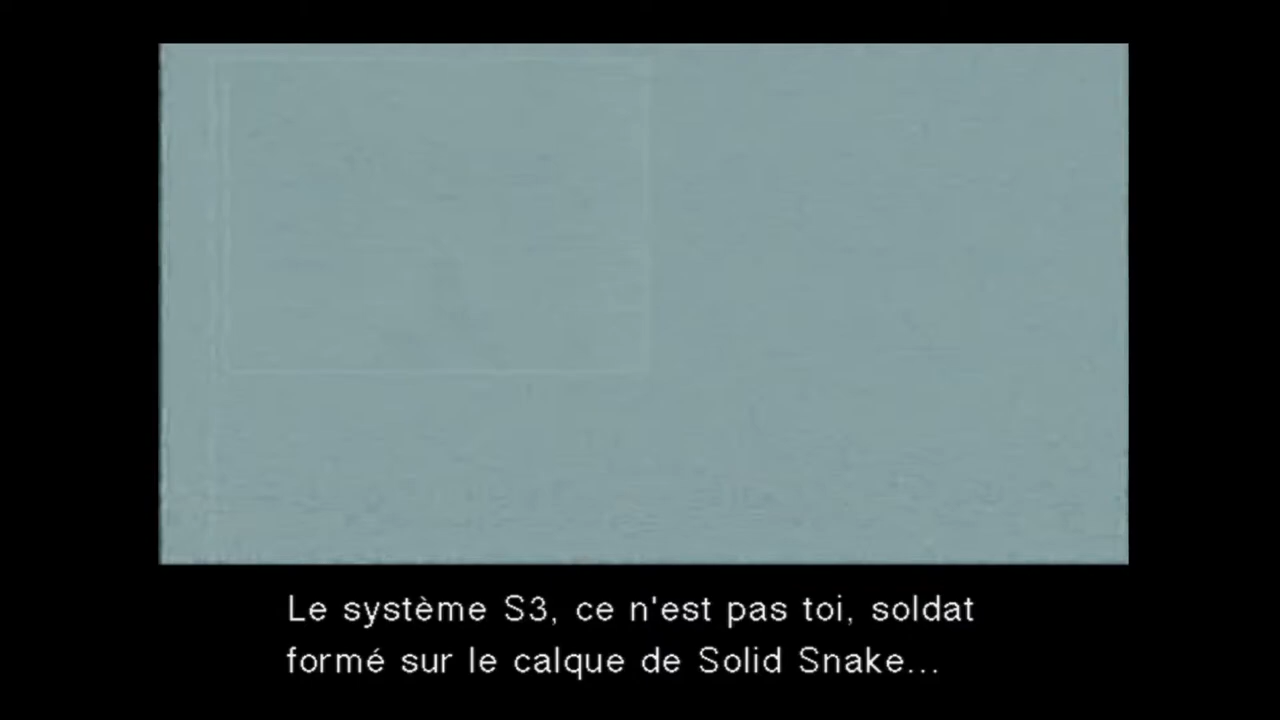 Le système S3, ce n'est pas toi, soldat
formé sur le calque de Solid Snake...